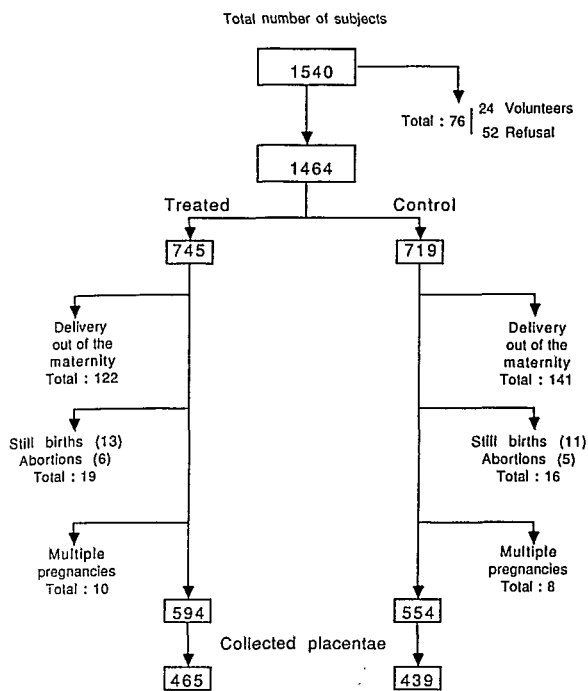 Total number of subjects
1540
24 Volunteers
Total : 76
52 Refusal
1464
Treated
Control
745
719
Delivery
out of the
maternity
Total : 122
Delivery
out of the
maternity
Total : 141
Still births (13)
Abortions (6)
Total : 19
Still births (11)
Abortions (5)
Total : 16
Multiple
pregnancies
Total : 10
Multiple
pregnancies
Total : 8
594
554
Collected placentae
465
439